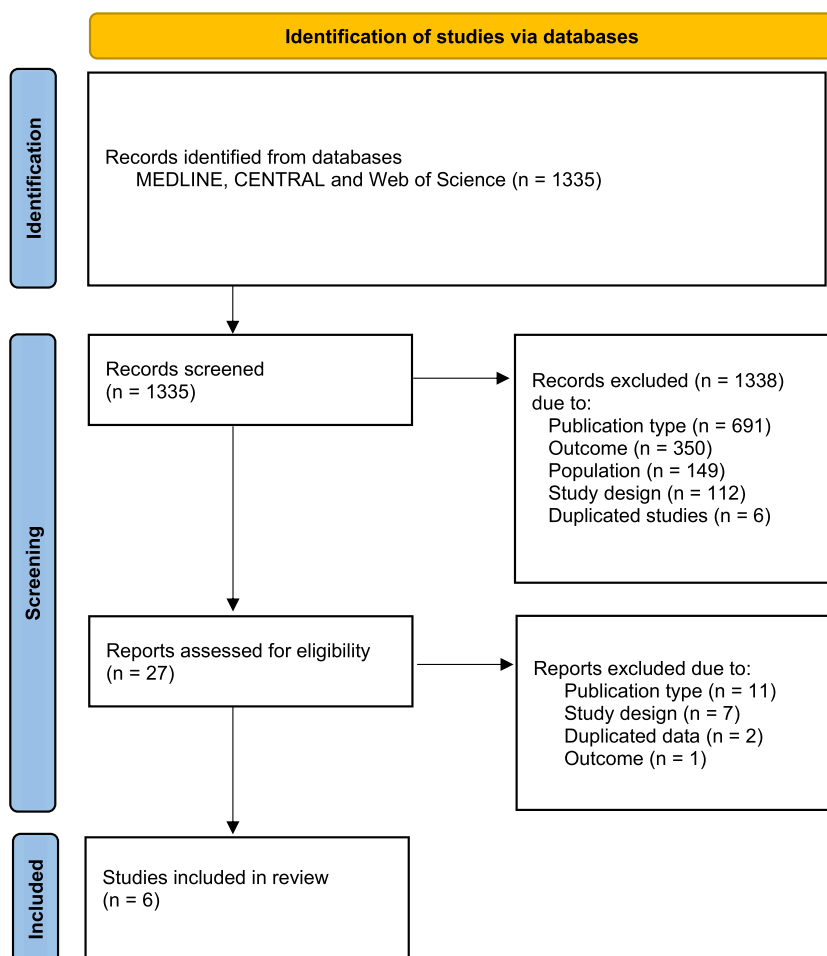 Identification of studies via databases
Identification
Records identified from databases
MEDLINE, CENTRAL and Web of Science (n = 1335)
Screening
Records screened
(n = 1335)
Records excluded (n = 1338)
due to:
Publication type (n = 691)
Outcome (n = 350)
Population (n = 149)
Study design (n = 112)
Duplicated studies (n = 6)
Reports assessed for eligibility
(n = 27)
Reports excluded due to:
Publication type (n = 11)
Study design (n = 7)
Duplicated data (n = 2)
Outcome (n = 1)
Included
Studies included in review
(n = 6)